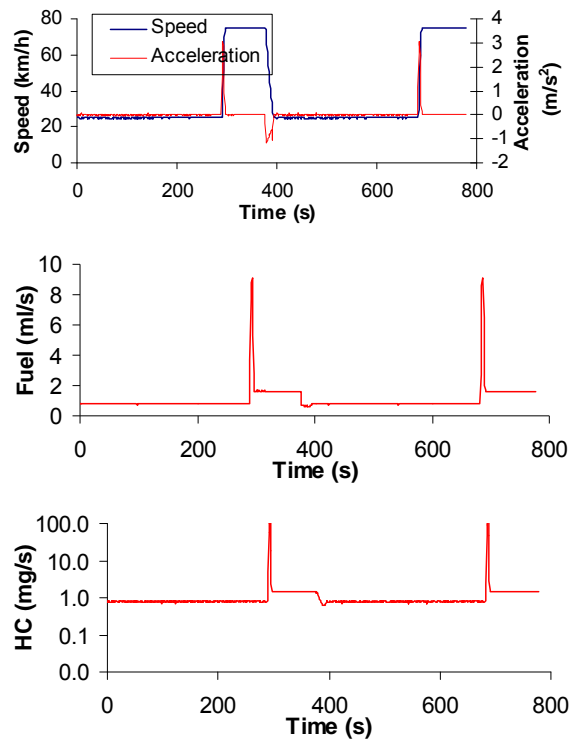 80
60
40
20
0
Speed (km/h)
Speed
Acceleration
4
3
2
1
0
-1
-2
Acceleration
(m/s²)
0 200 400 600 800
Time (s)
10
8
6
4
2
0
Fuel (ml/s)
0 200 400 600 800
Time (s)
100.0
10.0
1.0
0.1
0.0
HC (mg/s)
0 200 400 600 800
Time (s)